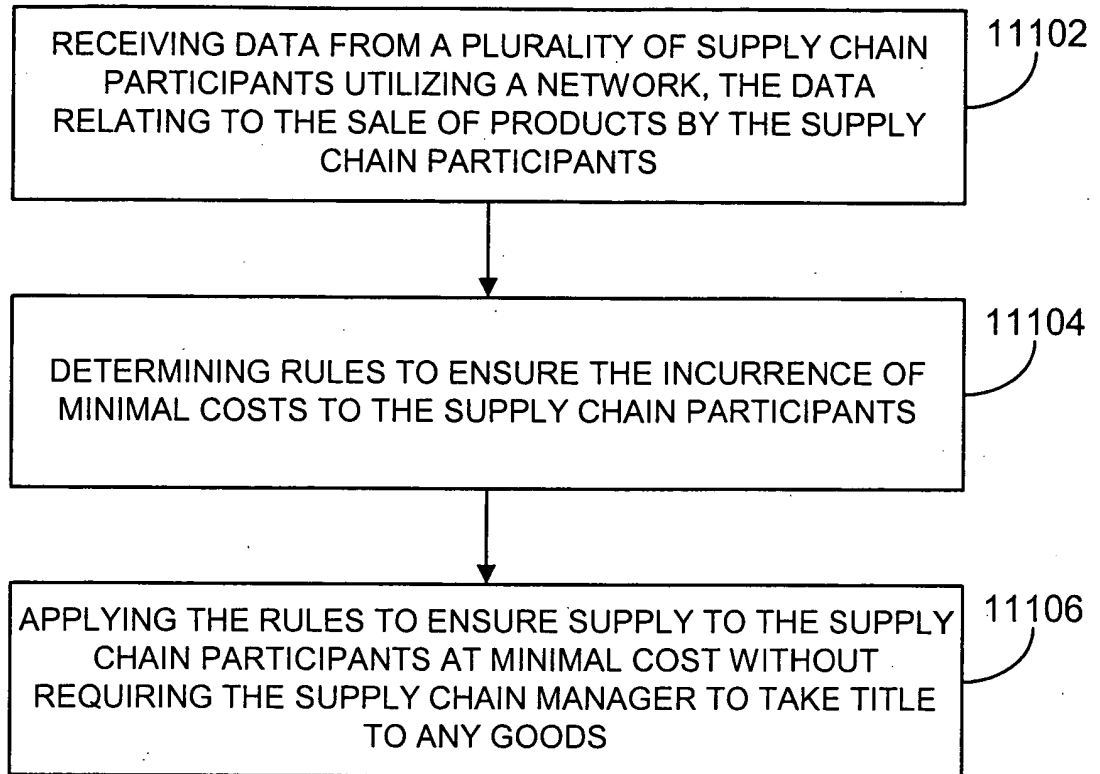 RECEIVING DATA FROM A PLURALITY OF SUPPLY CHAIN
PARTICIPANTS UTILIZING A NETWORK, THE DATA
RELATING TO THE SALE OF PRODUCTS BY THE SUPPLY
CHAIN PARTICIPANTS
11102
DETERMINING RULES TO ENSURE THE INCURRENCE OF
MINIMAL COSTS TO THE SUPPLY CHAIN PARTICIPANTS
11104
APPLYING THE RULES TO ENSURE SUPPLY TO THE SUPPLY
CHAIN PARTICIPANTS AT MINIMAL COST WITHOUT
REQUIRING THE SUPPLY CHAIN MANAGER TO TAKE TITLE
TO ANY GOODS
11106